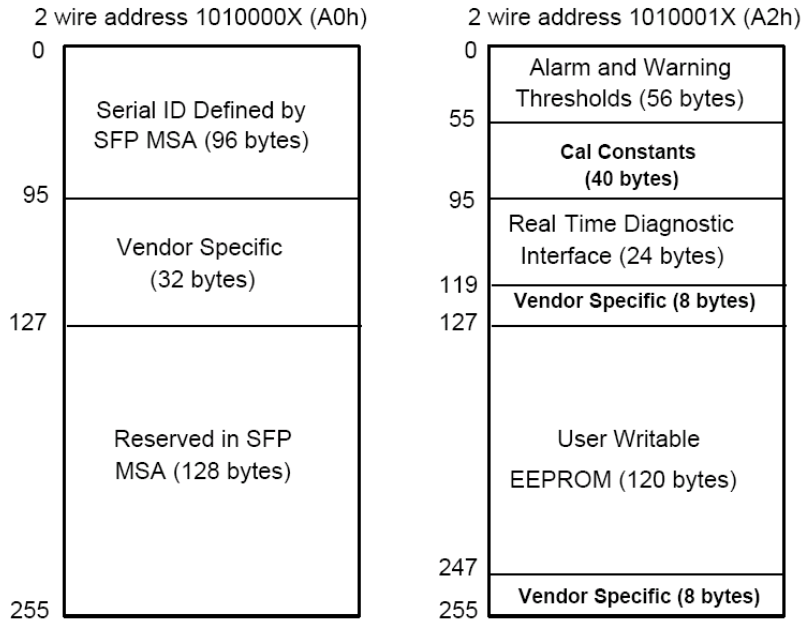 2 wire address 1010000X (A0h)
0
Serial ID Defined by
SFP MSA (96 bytes)
95
Vendor Specific
(32 bytes)
127
Reserved in SFP
MSA (128 bytes)
255
2 wire address 1010001X (A2h)
0
Alarm and Warning
Thresholds (56 bytes)
55
Cal Constants
(40 bytes)
95
Real Time Diagnostic
Interface (24 bytes)
119
Vendor Specific (8 bytes)
127
User Writable
EEPROM (120 bytes)
247
Vendor Specific (8 bytes)
255